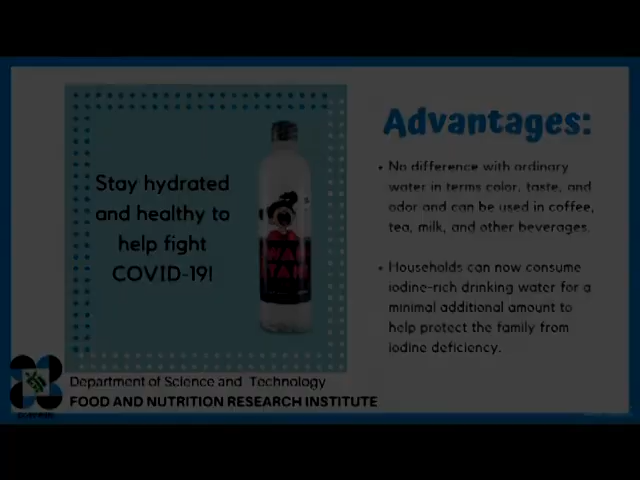 Stay hydrated
and healthy to
help fight
COVID-19!
Advantages:
• No difference with ordinary
water in terms color, taste, and
odor and can be used in coffee,
tea, milk, and other beverages.
• Households can now consume
iodine-rich drinking water for a
minimal additional amount to
help protect the family from
iodine deficiency.
Department of Science and Technology
FOOD AND NUTRITION RESEARCH INSTITUTE